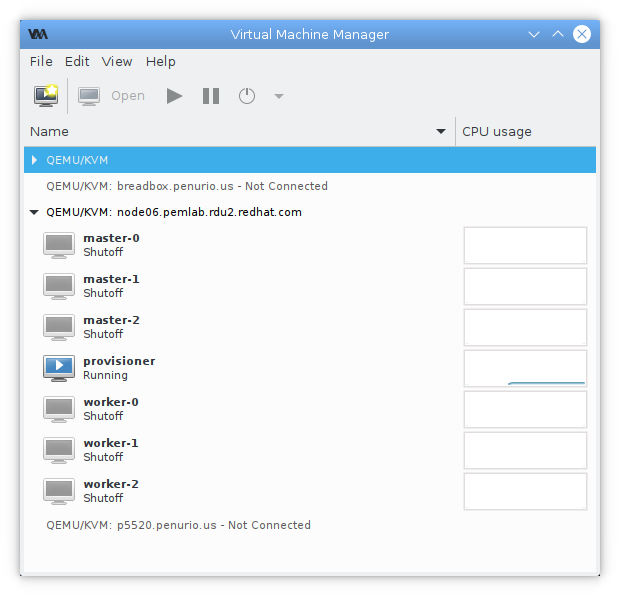 Virtual Machine Manager
File Edit View Help
Open
Name CPU usage
QEMU/KVM
QEMU/KVM: breadbox.penurio.us - Not Connected
QEMU/KVM: node06.pemlab.rdu2.redhat.com
master-0
Shutoff
master-1
Shutoff
master-2
Shutoff
provisioner
Running
worker-0
Shutoff
worker-1
Shutoff
worker-2
Shutoff
QEMU/KVM: p5520.penurio.us - Not Connected